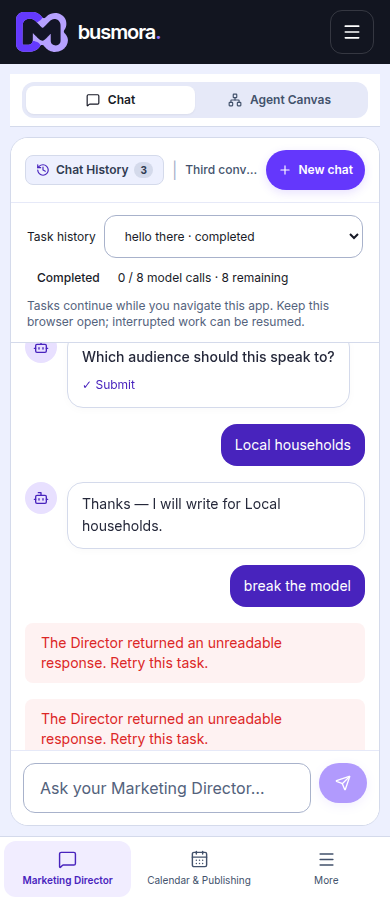 busmora.
Chat
Agent Canvas
Chat History 3
Third conv...
New chat
Task history
hello there · completed
Completed 0 / 8 model calls · 8 remaining
Tasks continue while you navigate this app. Keep this
browser open; interrupted work can be resumed.
Which audience should this speak to?
✓ Submit
Local households
Thanks — I will write for Local
households.
break the model
The Director returned an unreadable
response. Retry this task.
The Director returned an unreadable
response. Retry this task.
Ask your Marketing Director...
Marketing Director
Calendar & Publishing
More